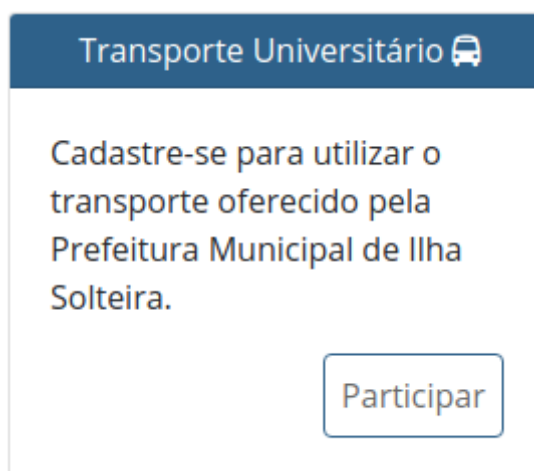 Transporte Universitário
Cadastre-se para utilizar o
transporte oferecido pela
Prefeitura Municipal de Ilha
Solteira.
Participar